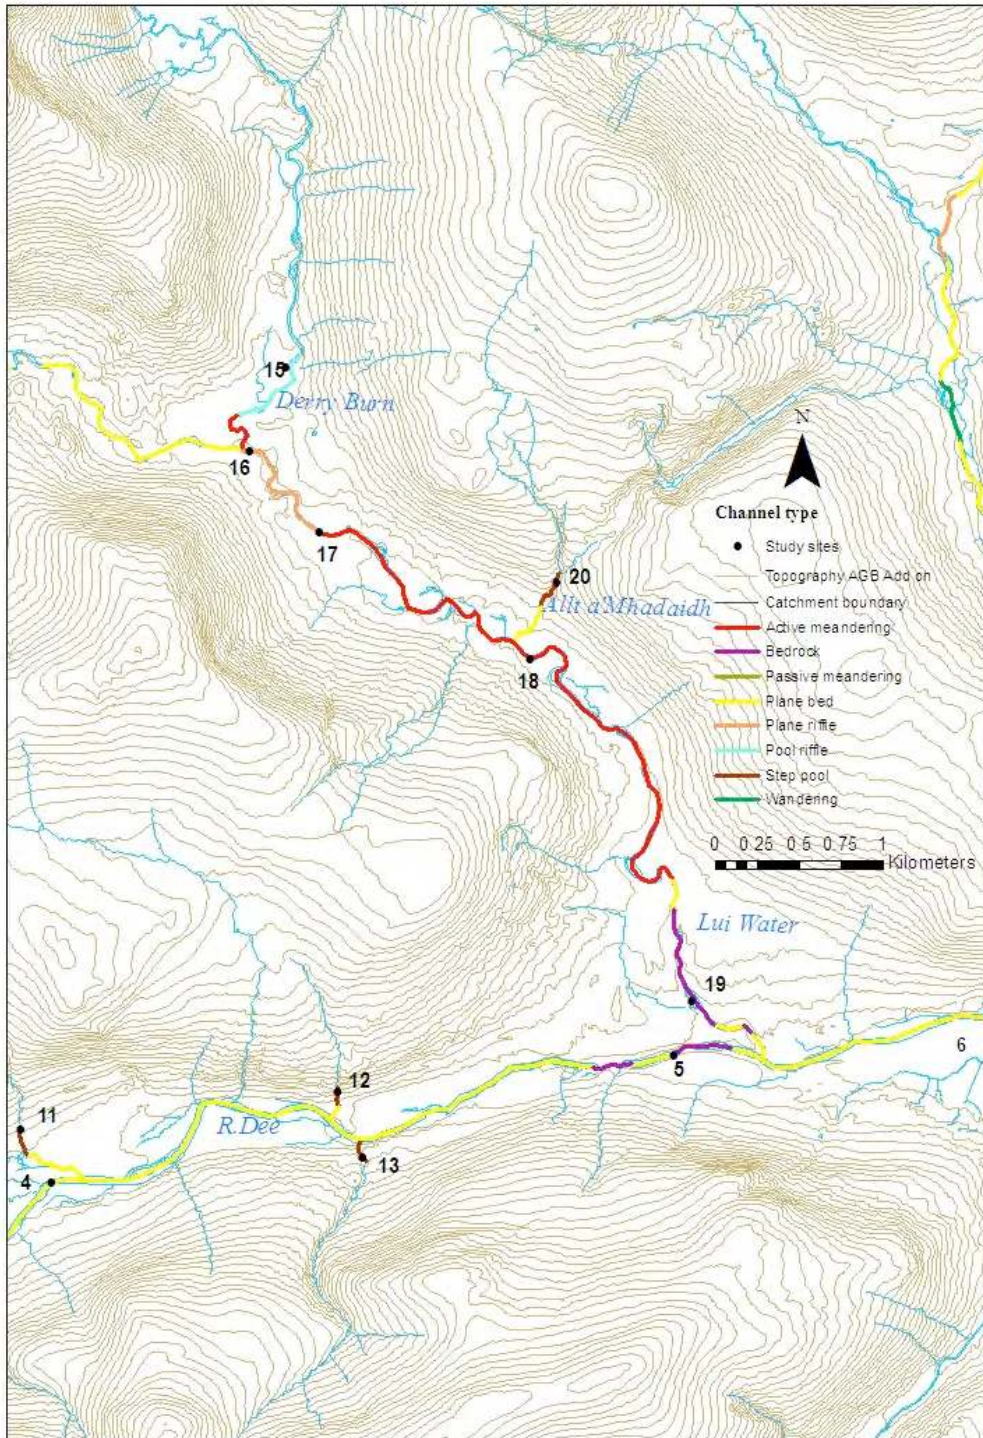 15
Derry Burn
16
17
N
Channel type
Study sites
Topography AGB Add on
Catchment boundary
Active meandering
Bedrock
Passive meandering
Plane bed
Plane riffle
Pool riffle
Step pool
Wandering
20
Allt a'Mhadaidh
18
0 0.25 0.5 0.75 1
Kilometers
Lui Water
19
5
6
12
11
R.Dee
13
4